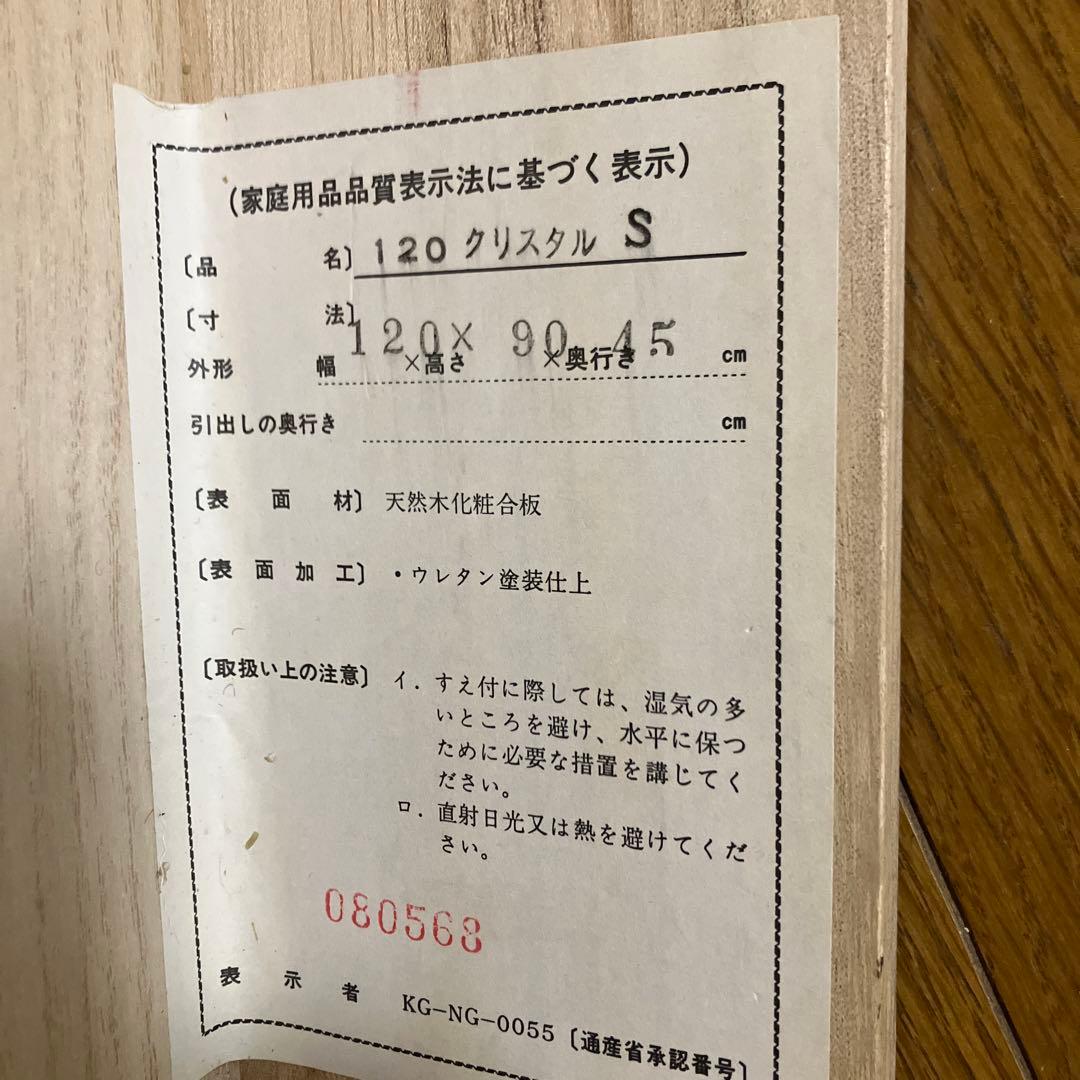 (家庭用品品質表示法に基づく表示)
〔品名〕 120 クリスタル S
〔寸法〕
120× 90 45
外形 幅 ×高さ ×奥行き cm
引出しの奥行き cm
〔表面材〕 天然木化粧合板
〔表面加工〕 ・ウレタン塗装仕上
〔取扱い上の注意〕 イ. すえ付に際しては、湿気の多
いところを避け、水平に保つ
ために必要な措置を講じてく
ださい。
ロ. 直射日光又は熱を避けてくだ
さい。
080568
表示者 KG-NG-0055〔通産省承認番号〕